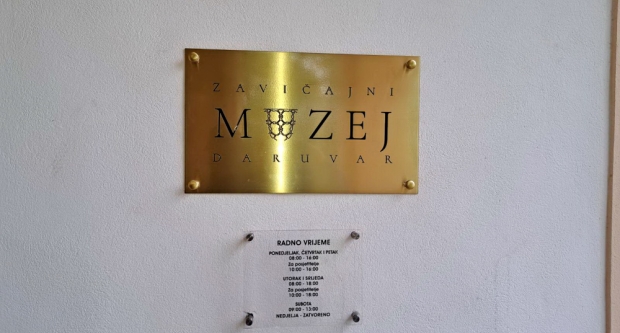 ZAVIČAJNI
MUZEJ
DARUVAR
RADNO VRIJEME
PONEDJELJAK, ČETVRTAK I PETAK
08:00 - 16:00
Za posjetitelje
10:00 - 16:00
UTORAK I SRIJEDA
08:00 - 18:00
Za posjetitelje
10:00 - 18:00
SUBOTA
09:00 - 13:00
NEDJELJA - ZATVORENO